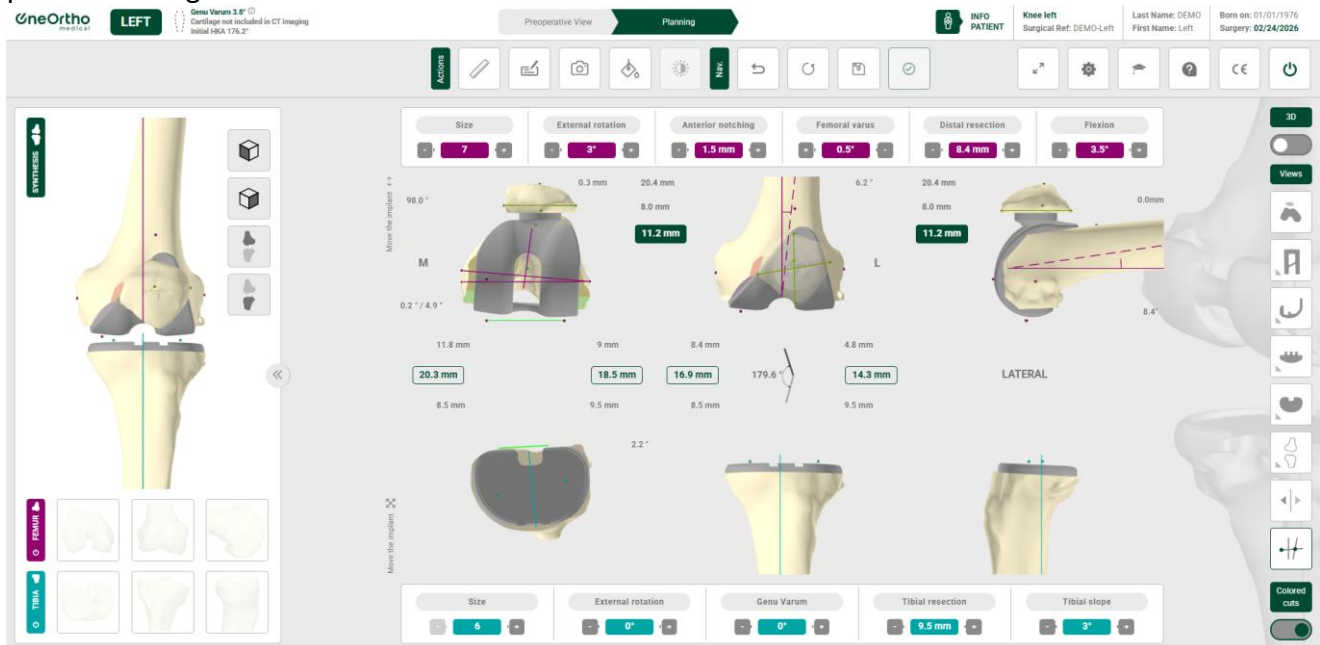 OneOrtho
medical
LEFT
Genu Varum 3.8°
Cartilage not included in CT imaging
Initial HKA 176.2°
Preoperative View
Planning
INFO
PATIENT
Knee left
Surgical Ref: DEMO-Left
Last Name: DEMO
First Name: Left
Born on: 01/01/1976
Surgery: 02/24/2026
Actions
Nav.
CE
SYNTHESIS
Size
External rotation
Anterior notching
Femoral varus
Distal resection
Flexion
- 7 +
- 3° +
- 1.5 mm +
+ 0.5° -
- 8.4 mm +
- 3.5° +
3D
Views
Move the implant
98.0 °
0.3 mm
20.4 mm
8.0 mm
11.2 mm
6.2 °
20.4 mm
8.0 mm
11.2 mm
0.0mm
M
L
0.2 ° / 4.9 °
8.4°
11.8 mm
9 mm
8.4 mm
4.8 mm
20.3 mm
18.5 mm
16.9 mm
179.6 °
14.3 mm
LATERAL
8.5 mm
9.5 mm
8.5 mm
9.5 mm
2.2 °
Move the implant
FEMUR
TIBIA
Size
External rotation
Genu Varum
Tibial resection
Tibial slope
- 6 +
- 0° +
- 0° +
- 9.5 mm +
- 3° +
Colored
cuts